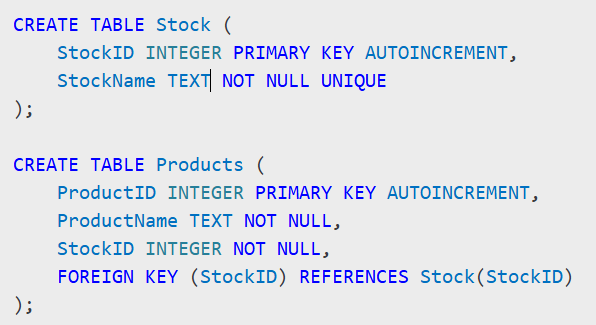 CREATE TABLE Stock (
    StockID INTEGER PRIMARY KEY AUTOINCREMENT,
    StockName TEXT NOT NULL UNIQUE
);

CREATE TABLE Products (
    ProductID INTEGER PRIMARY KEY AUTOINCREMENT,
    ProductName TEXT NOT NULL,
    StockID INTEGER NOT NULL,
    FOREIGN KEY (StockID) REFERENCES Stock(StockID)
);